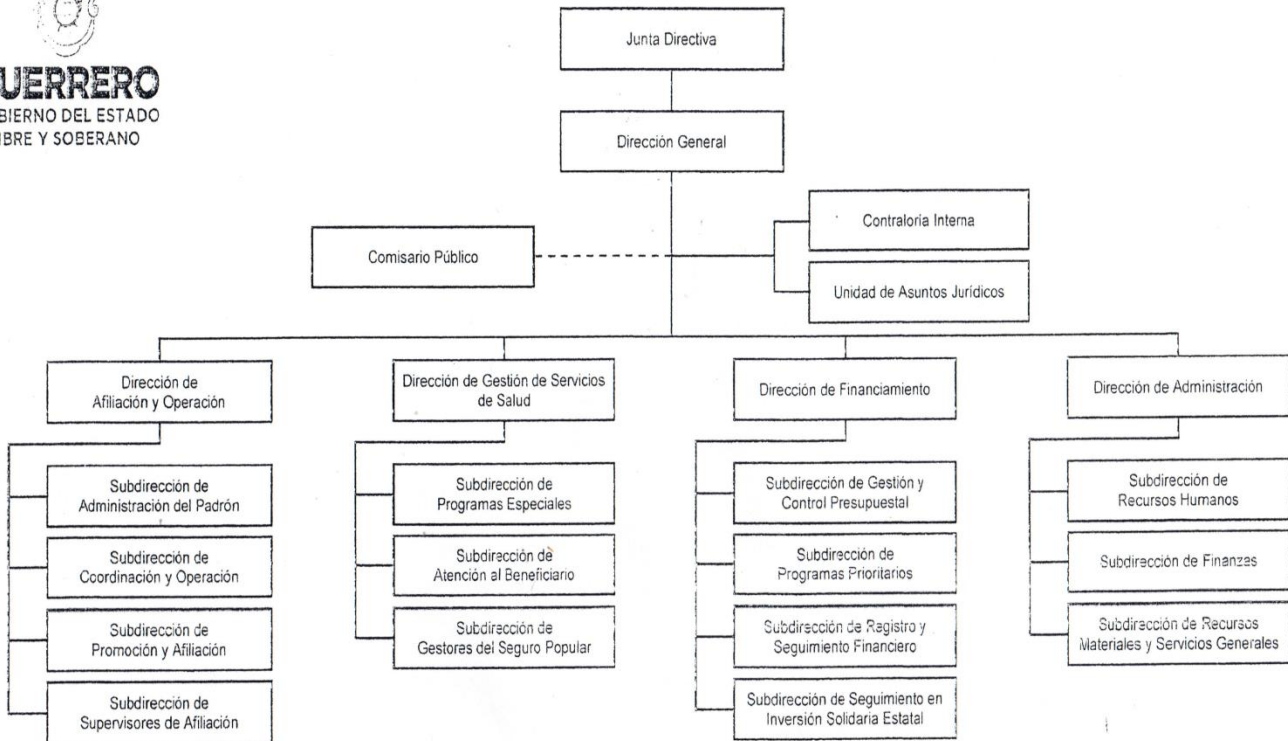 UERRERO
BIERNO DEL ESTADO
BRE Y SOBERANO
Junta Directiva
Dirección General
Comisario Público
Contraloria Interna
Unidad de Asuntos Jurídicos
Dirección de
Afiliación y Operación
Dirección de Gestión de Servicios
de Salud
Dirección de Financiamiento
Dirección de Administración
Subdirección de
Administración del Padrón
Subdirección de
Coordinación y Operación
Subdirección de
Promoción y Afiliación
Subdirección de
Supervisores de Afiliación
Subdirección de
Programas Especiales
Subdirección de
Atención al Beneficiario
Subdirección de
Gestores del Seguro Popular
Subdirección de Gestión y
Control Presupuestal
Subdirección de
Programas Prioritarios
Subdirección de Registro y
Seguimiento Financiero
Subdirección de Seguimiento en
Inversión Solidaria Estatal
Subdirección de
Recursos Humanos
Subdirección de Finanzas
Subdirección de Recursos
Materiales y Servicios Generales